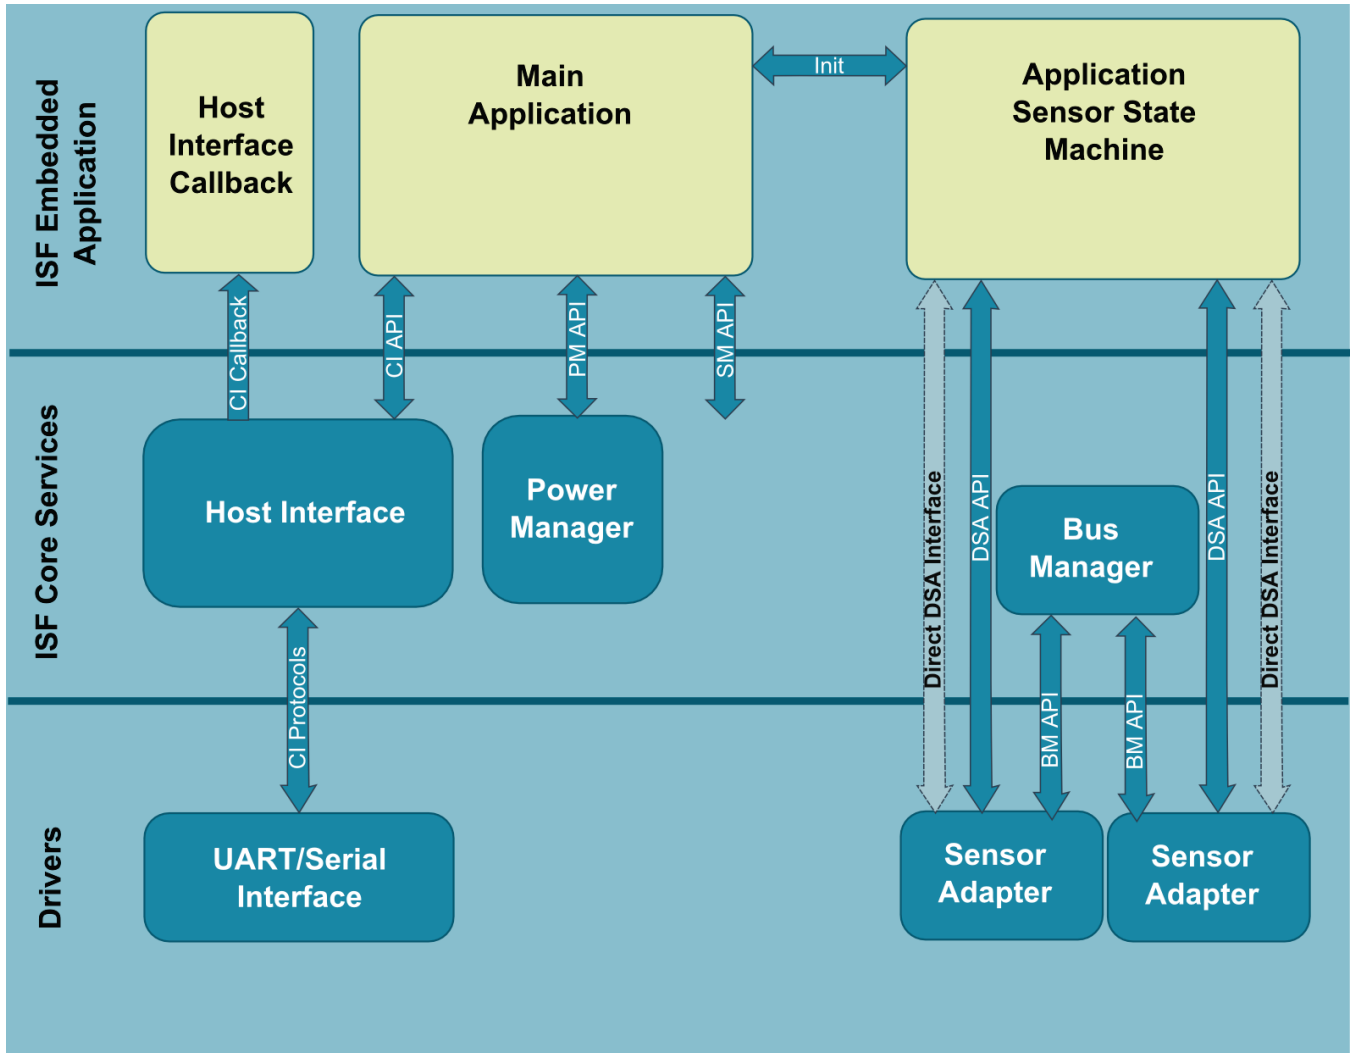 ISF Embedded
Application
Host
Interface
Callback
Main
Application
Init
Application
Sensor State
Machine
CI Callback
CI API
PM API
SM API
ISF Core Services
Host Interface
Power
Manager
Direct DSA Interface
DSA API
Bus
Manager
DSA API
Direct DSA Interface
CI Protocols
BM API
BM API
Drivers
UART/Serial
Interface
Sensor
Adapter
Sensor
Adapter